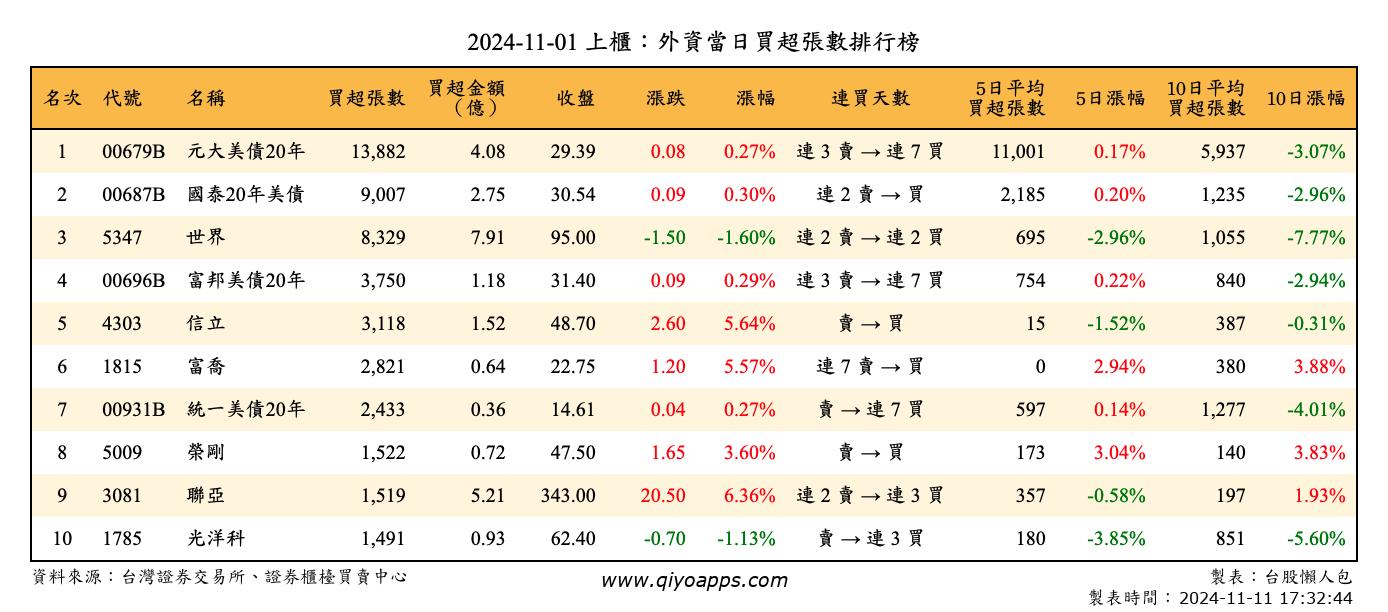 2024-11-01 上櫃：外資當日買超張數排行榜
名次 代號 名稱 買超張數 買超金額（億） 收盤 漲跌 漲幅 連買天數 5日平均買超張數 5日漲幅 10日平均買超張數 10日漲幅
1 00679B 元大美債20年 13,882 4.08 29.39 0.08 0.27% 連 3 賣 → 連 7 買 11,001 0.17% 5,937 -3.07%
2 00687B 國泰20年美債 9,007 2.75 30.54 0.09 0.30% 連 2 賣 → 買 2,185 0.20% 1,235 -2.96%
3 5347 世界 8,329 7.91 95.00 -1.50 -1.60% 連 2 賣 → 連 2 買 695 -2.96% 1,055 -7.77%
4 00696B 富邦美債20年 3,750 1.18 31.40 0.09 0.29% 連 3 賣 → 連 7 買 754 0.22% 840 -2.94%
5 4303 信立 3,118 1.52 48.70 2.60 5.64% 賣 → 買 15 -1.52% 387 -0.31%
6 1815 富喬 2,821 0.64 22.75 1.20 5.57% 連 7 賣 → 買 0 2.94% 380 3.88%
7 00931B 統一美債20年 2,433 0.36 14.61 0.04 0.27% 賣 → 連 7 買 597 0.14% 1,277 -4.01%
8 5009 榮剛 1,522 0.72 47.50 1.65 3.60% 賣 → 買 173 3.04% 140 3.83%
9 3081 聯亞 1,519 5.21 343.00 20.50 6.36% 連 2 賣 → 連 3 買 357 -0.58% 197 1.93%
10 1785 光洋科 1,491 0.93 62.40 -0.70 -1.13% 賣 → 連 3 買 180 -3.85% 851 -5.60%
資料來源：台灣證券交易所、證券櫃檯買賣中心 www.qiyoapps.com 製表：台股懶人包
製表時間：2024-11-11 17:32:44